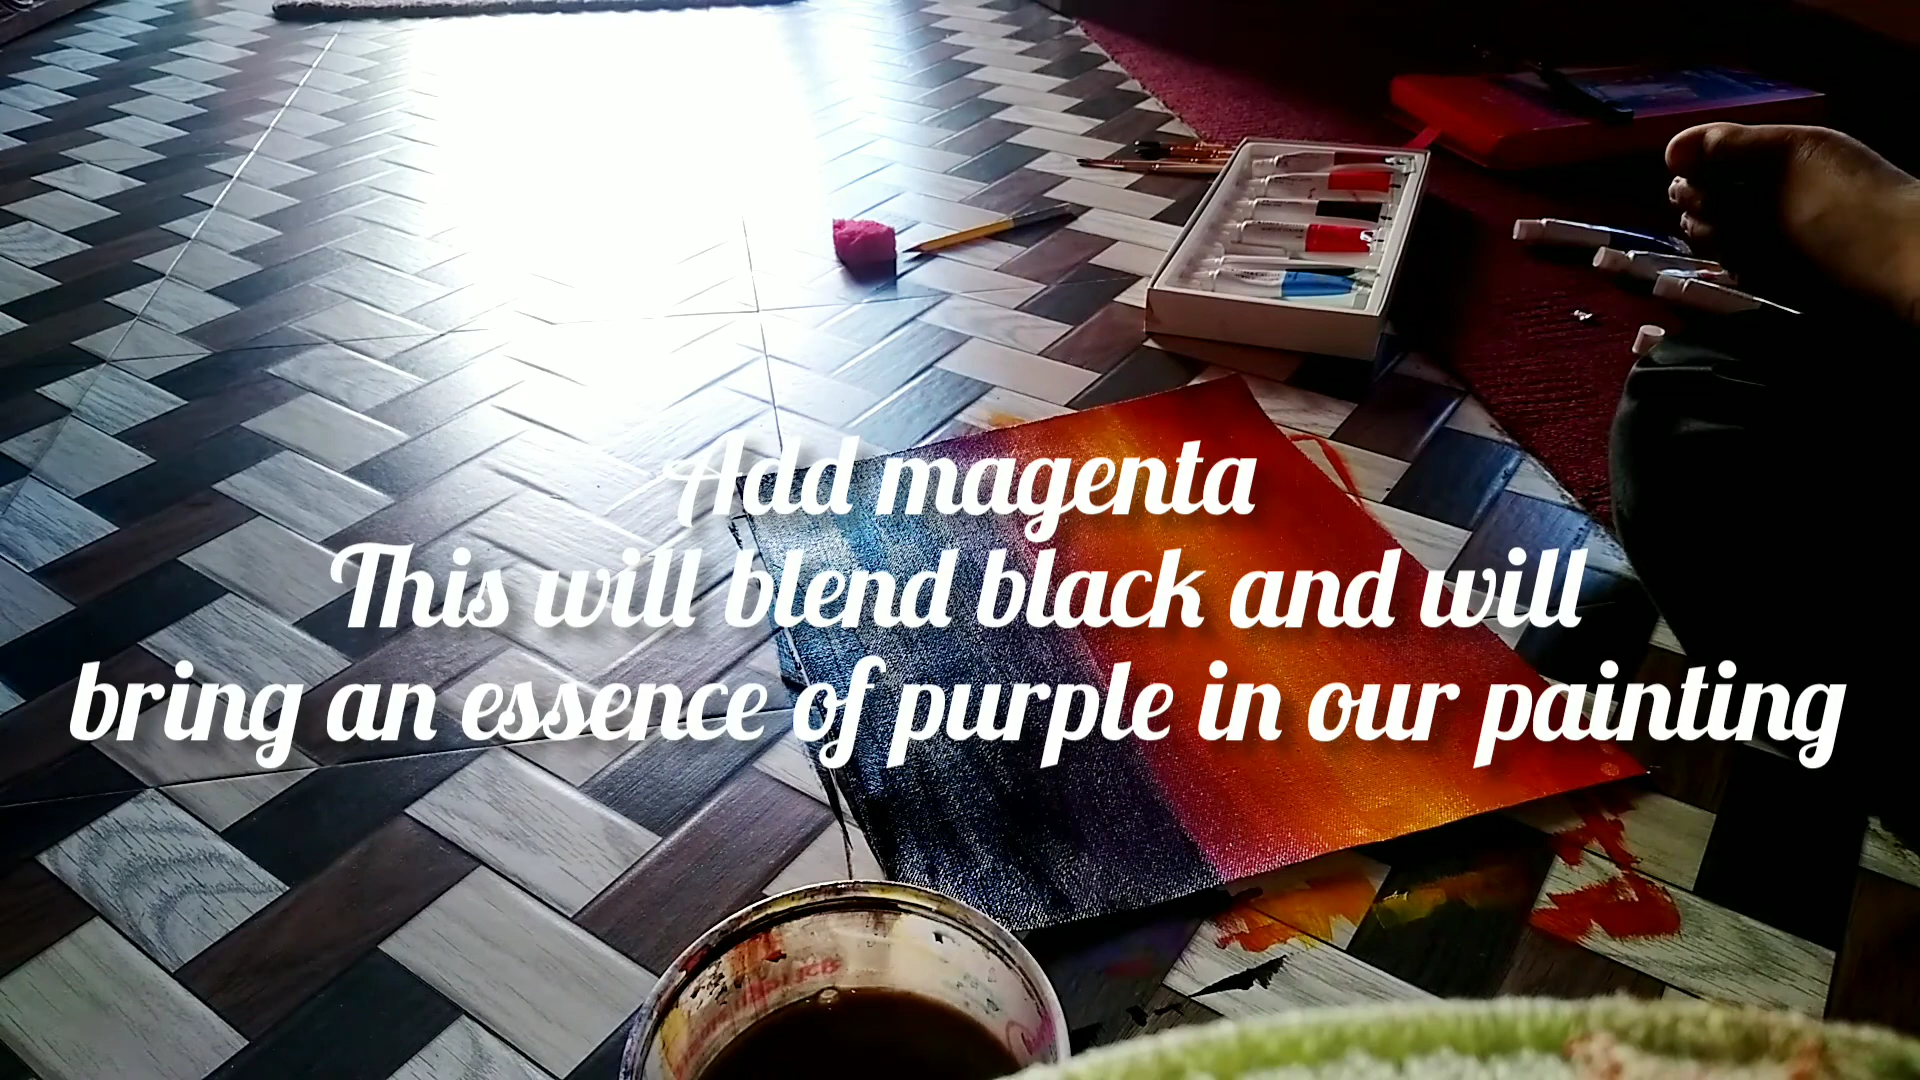 Add magenta
This will blend black and will
bring an essence of purple in our painting